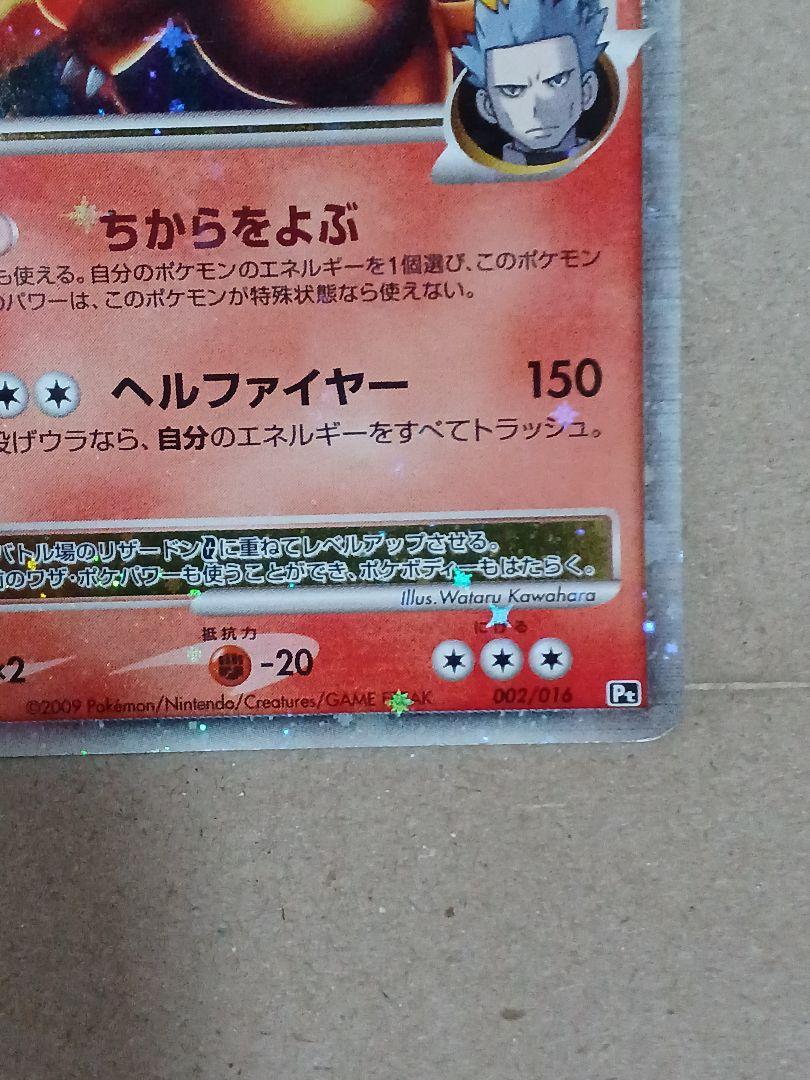 ちからをよぶ
も使える。自分のポケモンのエネルギーを1個選び、このポケモン
のパワーは、このポケモンが特殊状態なら使えない。
ヘルファイヤー 150
投げウラなら、自分のエネルギーをすべてトラッシュ。
バトル場のリザードンGに重ねてレベルアップさせる。
前のワザ・ポケパワーも使うことができ、ポケボディーもはたらく。
Illus. Wataru Kawahara
×2 抵抗力 -20 にげる
©2009 Pokémon/Nintendo/Creatures/GAME FREAK 002/016 Pt